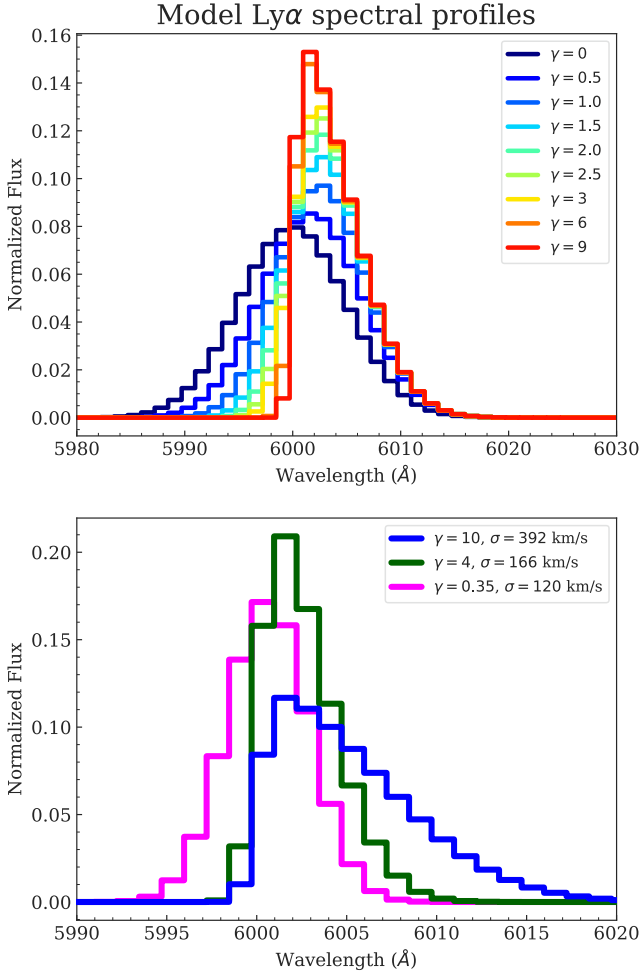 Model Lyα spectral profiles
0.16
0.14
0.12
0.10
0.08
0.06
0.04
0.02
0.00
Normalized Flux
γ = 0
γ = 0.5
γ = 1.0
γ = 1.5
γ = 2.0
γ = 2.5
γ = 3
γ = 6
γ = 9
5980 5990 6000 6010 6020 6030
Wavelength (Å)
0.20
0.15
0.10
0.05
0.00
Normalized Flux
γ = 10, σ = 392 km/s
γ = 4, σ = 166 km/s
γ = 0.35, σ = 120 km/s
5990 5995 6000 6005 6010 6015 6020
Wavelength (Å)